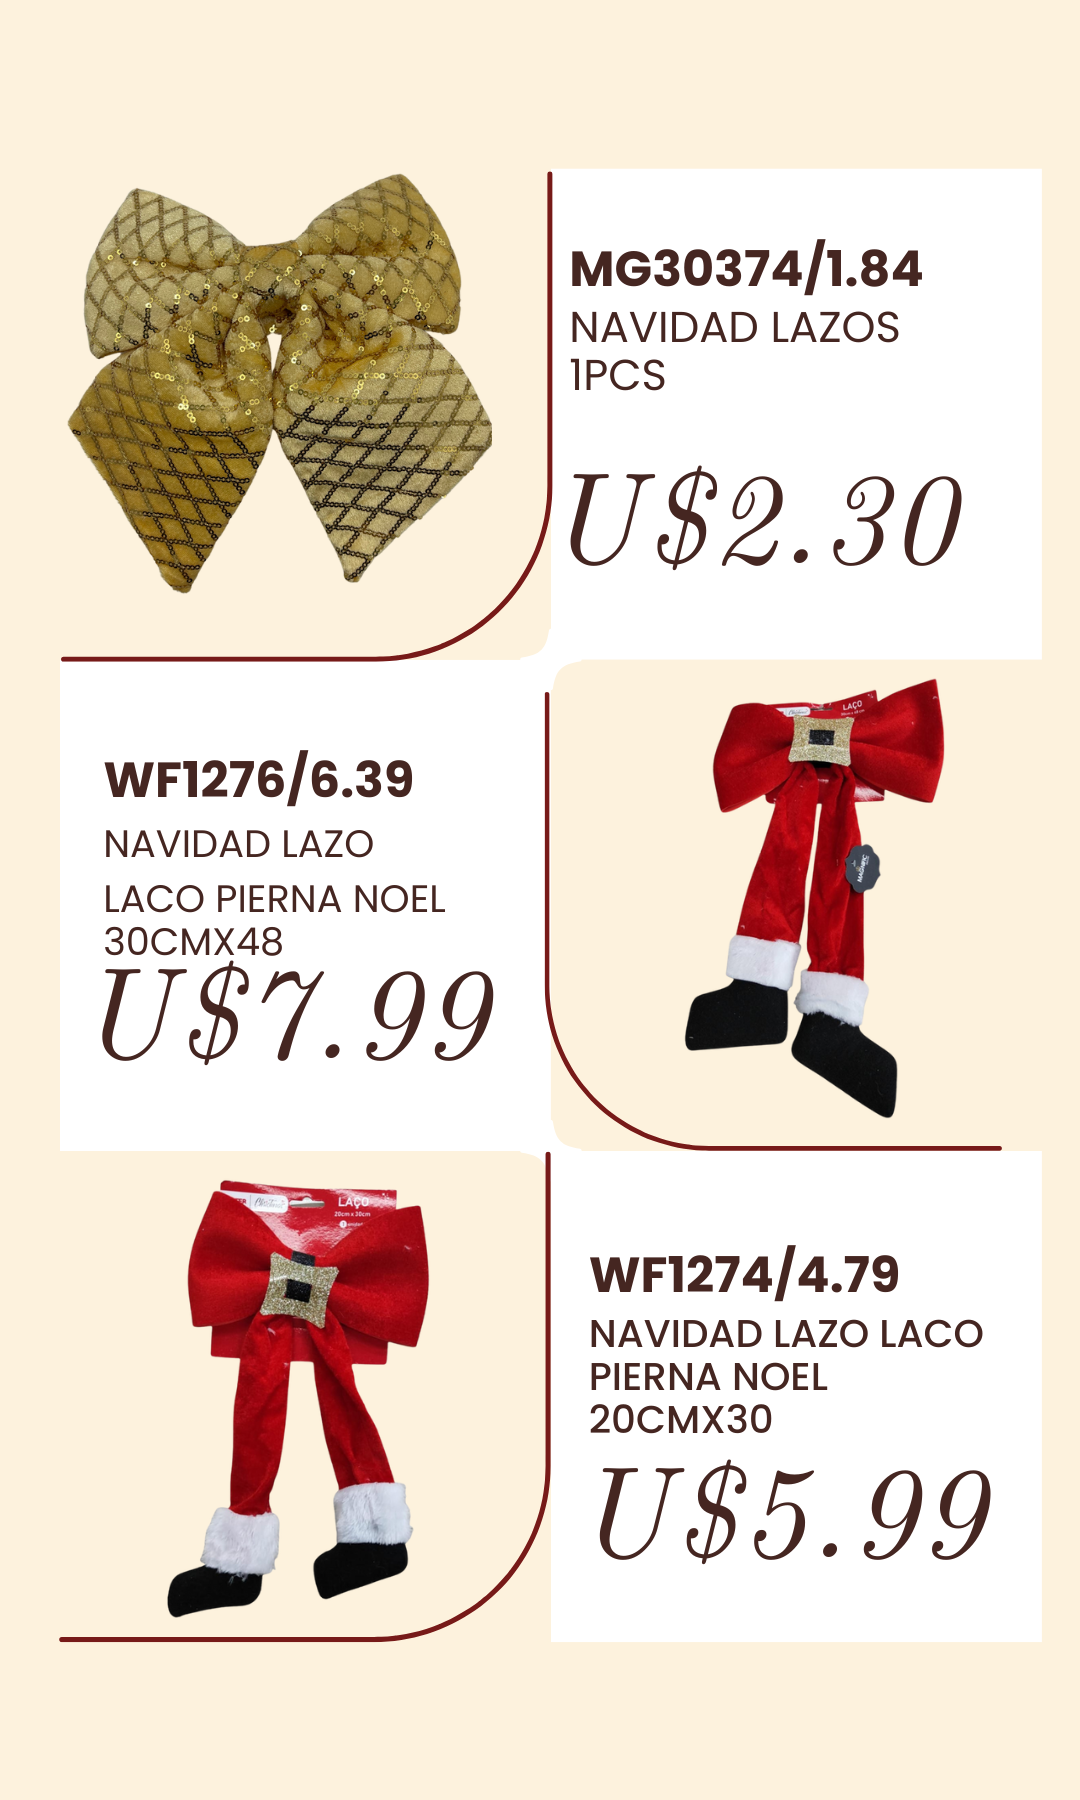 MG30374/1.84
NAVIDAD LAZOS
1PCS
U$2.30
WF1276/6.39
NAVIDAD LAZO
LACO PIERNA NOEL
30CMX48
U$7.99
LAÇO
MAGNIFIC
LAÇO
20cm x 30cm
WF1274/4.79
NAVIDAD LAZO LACO
PIERNA NOEL
20CMX30
U$5.99